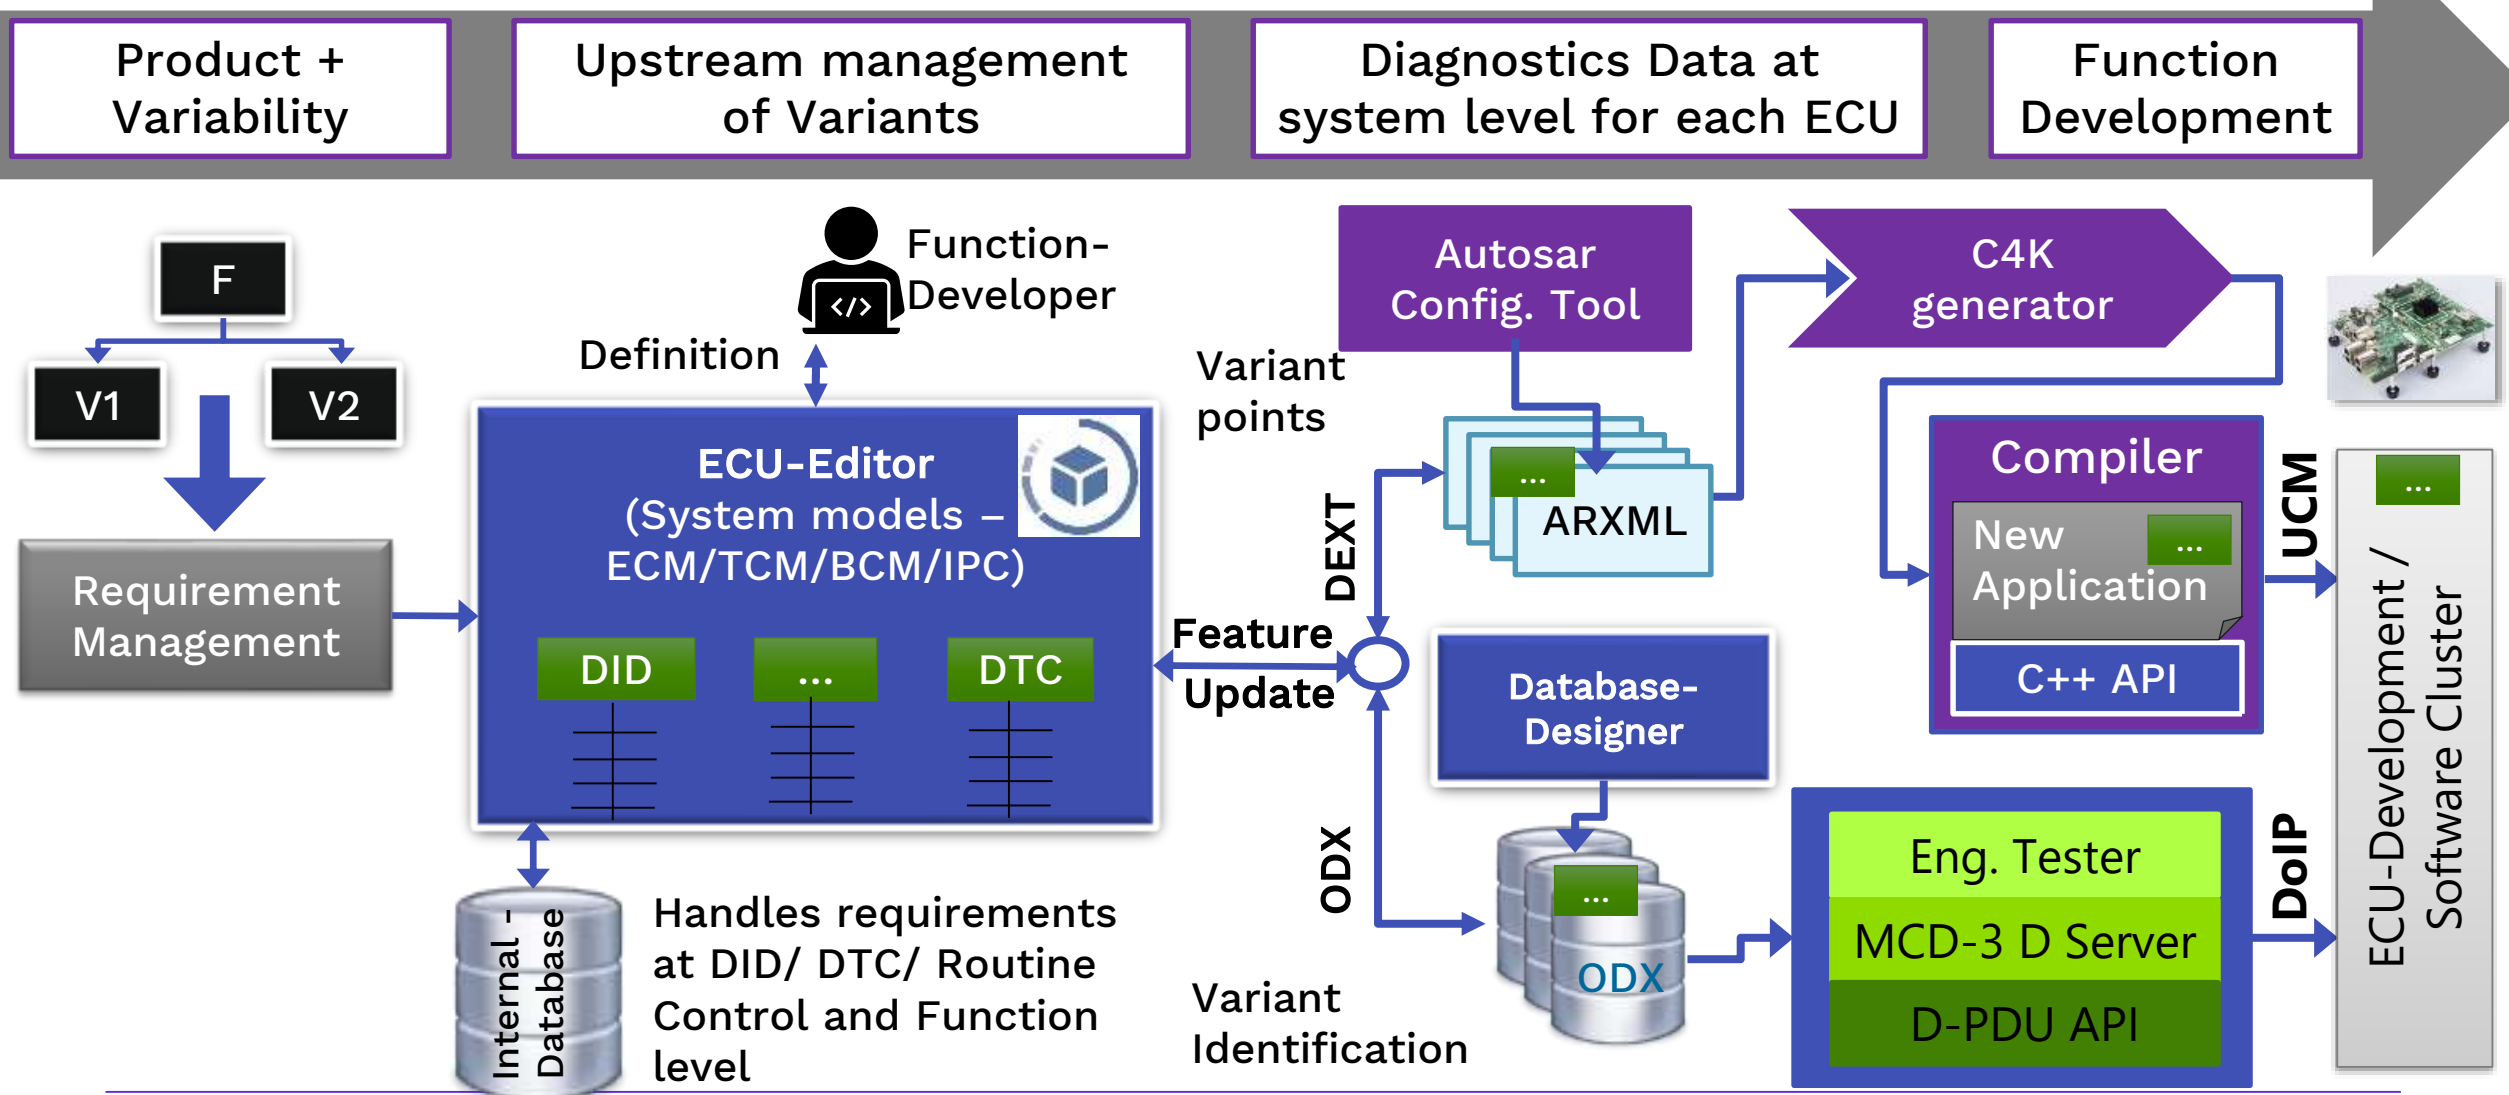 Product +
Variability
Upstream management
of Variants
Diagnostics Data at
system level for each ECU
Function
Development
F
V1
V2
Requirement
Management
Function-
Developer
</>
Definition
ECU-Editor
(System models –
ECM/TCM/BCM/IPC)
DID
...
DTC
Internal -
Database
Handles requirements
at DID/ DTC/ Routine
Control and Function
level
Feature
Update
Variant
points
DEXT
ODX
Variant
Identification
Autosar
Config. Tool
...
ARXML
C4K
generator
Database-
Designer
...
ODX
Compiler
New
Application
...
C++ API
UCM
Eng. Tester
MCD-3 D Server
D-PDU API
DoIP
...
ECU-Development /
Software Cluster